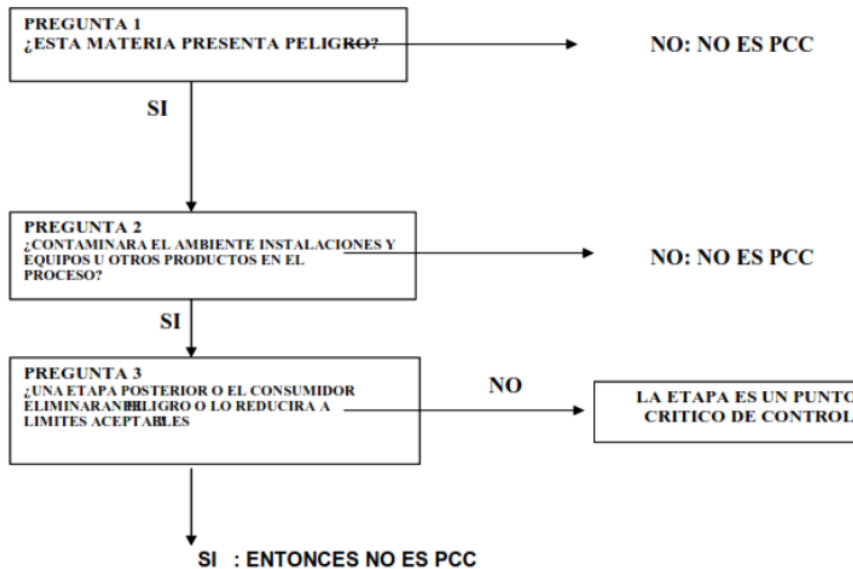 PREGUNTA 1
¿ESTA MATERIA PRESENTA PELIGRO?
NO: NO ES PCC
SI
PREGUNTA 2
¿CONTAMINARA EL AMBIENTE INSTALACIONES Y
EQUIPOS U OTROS PRODUCTOS EN EL
PROCESO?
NO: NO ES PCC
SI
PREGUNTA 3
¿UNA ETAPA POSTERIOR O EL CONSUMIDOR
PELIGRO O LO REDUCIRA A
LIMITES ACEPTABLES
NO
LA ETAPA ES UN PUNTO
CRITICO DE CONTROL
SI : ENTONCES NO ES PCC